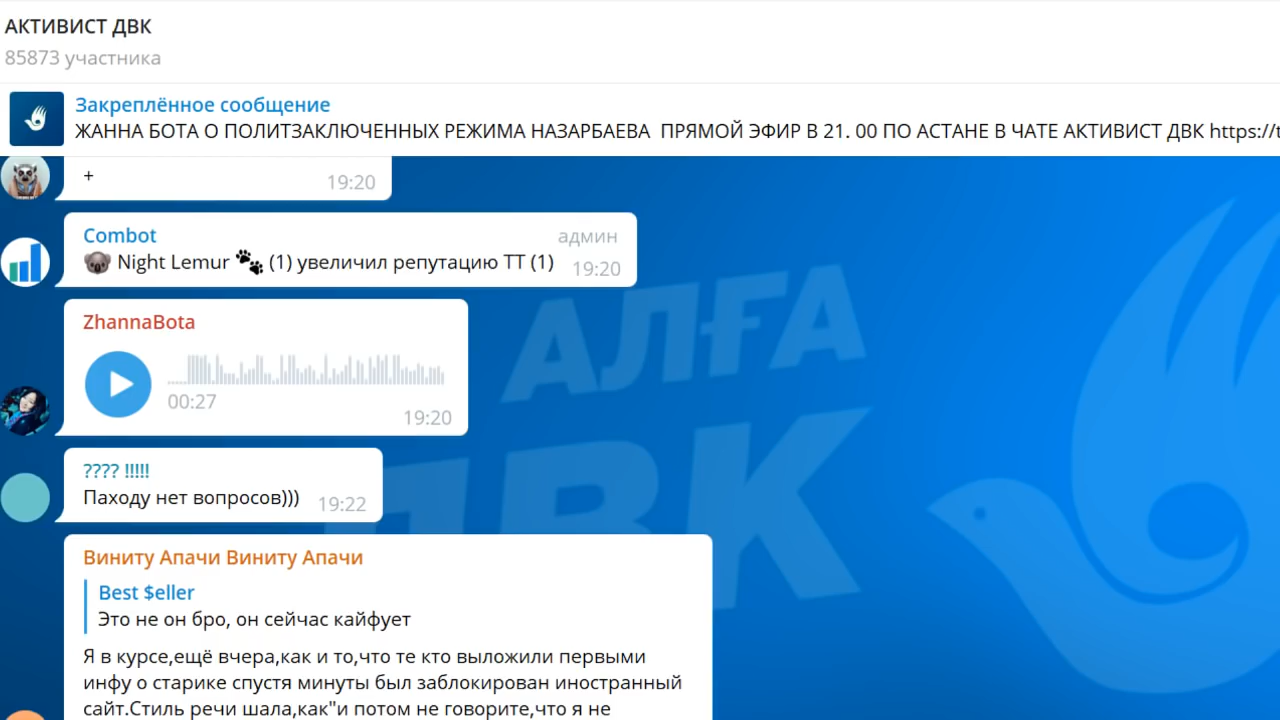 АКТИВИСТ ДВК
85873 участника
Закреплённое сообщение
ЖАННА БОТА О ПОЛИТЗАКЛЮЧЕННЫХ РЕЖИМА НАЗАРБАЕВА ПРЯМОЙ ЭФИР В 21. 00 ПО АСТАНЕ В ЧАТЕ АКТИВИСТ ДВК https://t
+
19:20
Combot админ
Night Lemur (1) увеличил репутацию ТТ (1) 19:20
ZhannaBota
00:27
19:20
???? !!!!!
Паходу нет вопросов))) 19:22
Виниту Апачи Виниту Апачи
Best $eller
Это не он бро, он сейчас кайфует
Я в курсе,ещё вчера,как и то,что те кто выложили первыми
инфу о старике спустя минуты был заблокирован иностранный
сайт.Стиль речи шала,как"и потом не говорите,что я не
АЛҒА
ДВК